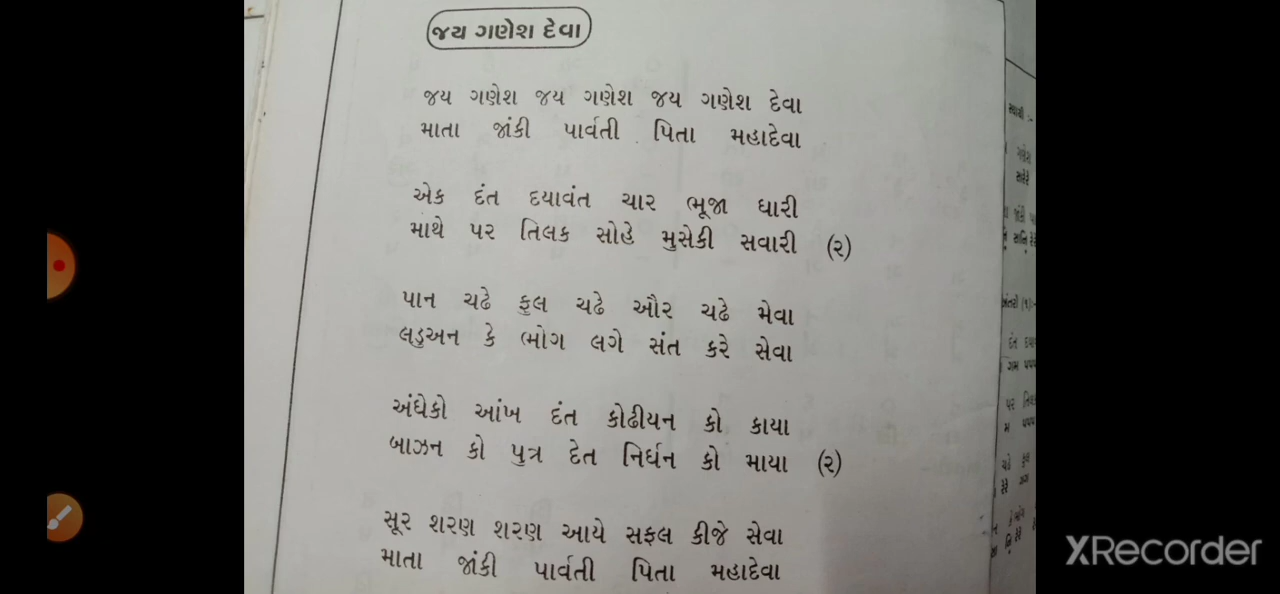 જય ગણેશ દેવા
જય ગણેશ જય ગણેશ જય ગણેશ દેવા
માતા જાંકી પાર્વતી પિતા મહાદેવા
એક દંત દયાવંત ચાર ભૂજા ધારી
માથે પર તિલક સોહે મુસેકી સવારી (૨)
પાન ચઢે ફુલ ચઢે ઔર ચઢે મેવા
લડુઅન કે ભોગ લગે સંત કરે સેવા
અંધેકો આંખ દંત કોઢીયન કો કાયા
બાઝન કો પુત્ર દેત નિર્ધન કો માયા (૨)
સૂર શરણ શરણ આયે સફલ કીજે સેવા
માતા જાંકી પાર્વતી પિતા મહાદેવા
XRecorder